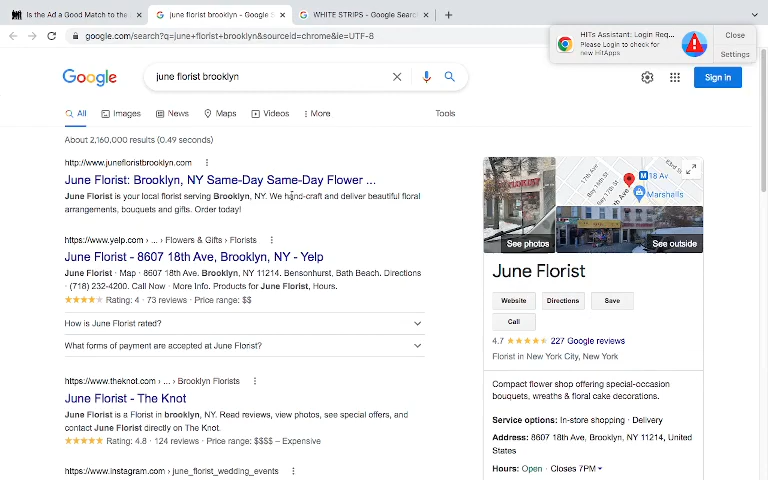 Is the Ad a Good Match to the
june florist brooklyn - Google S
WHITE STRIPS - Google Searc
google.com/search?q=june+florist+brooklyn&sourceid=chrome&ie=UTF-8
HITs Assistant: Login Req...
Please Login to check for
new HitApps
Close
Settings
Google
june florist brooklyn
Sign in
All
Images
News
Maps
Videos
More
Tools
About 2,160,000 results (0.49 seconds)
http://www.junefloristbrooklyn.com
June Florist: Brooklyn, NY Same-Day Same-Day Flower ...
June Florist is your local florist serving Brooklyn, NY. We hand-craft and deliver beautiful floral
arrangements, bouquets and gifts. Order today!
https://www.yelp.com › ... › Flowers & Gifts › Florists
June Florist - 8607 18th Ave, Brooklyn, NY - Yelp
June Florist · Map · 8607 18th Ave. Brooklyn, NY 11214. Bensonhurst, Bath Beach. Directions
· (718) 232-4200. Call Now · More Info. Products for June Florist, Hours.
Rating: 4 · 73 reviews · Price range: $$
How is June Florist rated?
What forms of payment are accepted at June Florist?
https://www.theknot.com › ... › Brooklyn Florists
June Florist - The Knot
June Florist is a Florist in brooklyn, NY. Read reviews, view photos, see special offers, and
contact June Florist directly on The Knot.
Rating: 4.8 · 124 reviews · Price range: $$$$ – Expensive
https://www.instagram.com › june_florist_wedding_events
18 Av
Marshalls
See photos
See outside
June Florist
Website
Directions
Save
Call
4.7
227 Google reviews
Florist in New York City, New York
Compact flower shop offering special-occasion
bouquets, wreaths & floral cake decorations.
Service options: In-store shopping · Delivery
Address: 8607 18th Ave, Brooklyn, NY 11214, United
States
Hours: Open · Closes 7PM